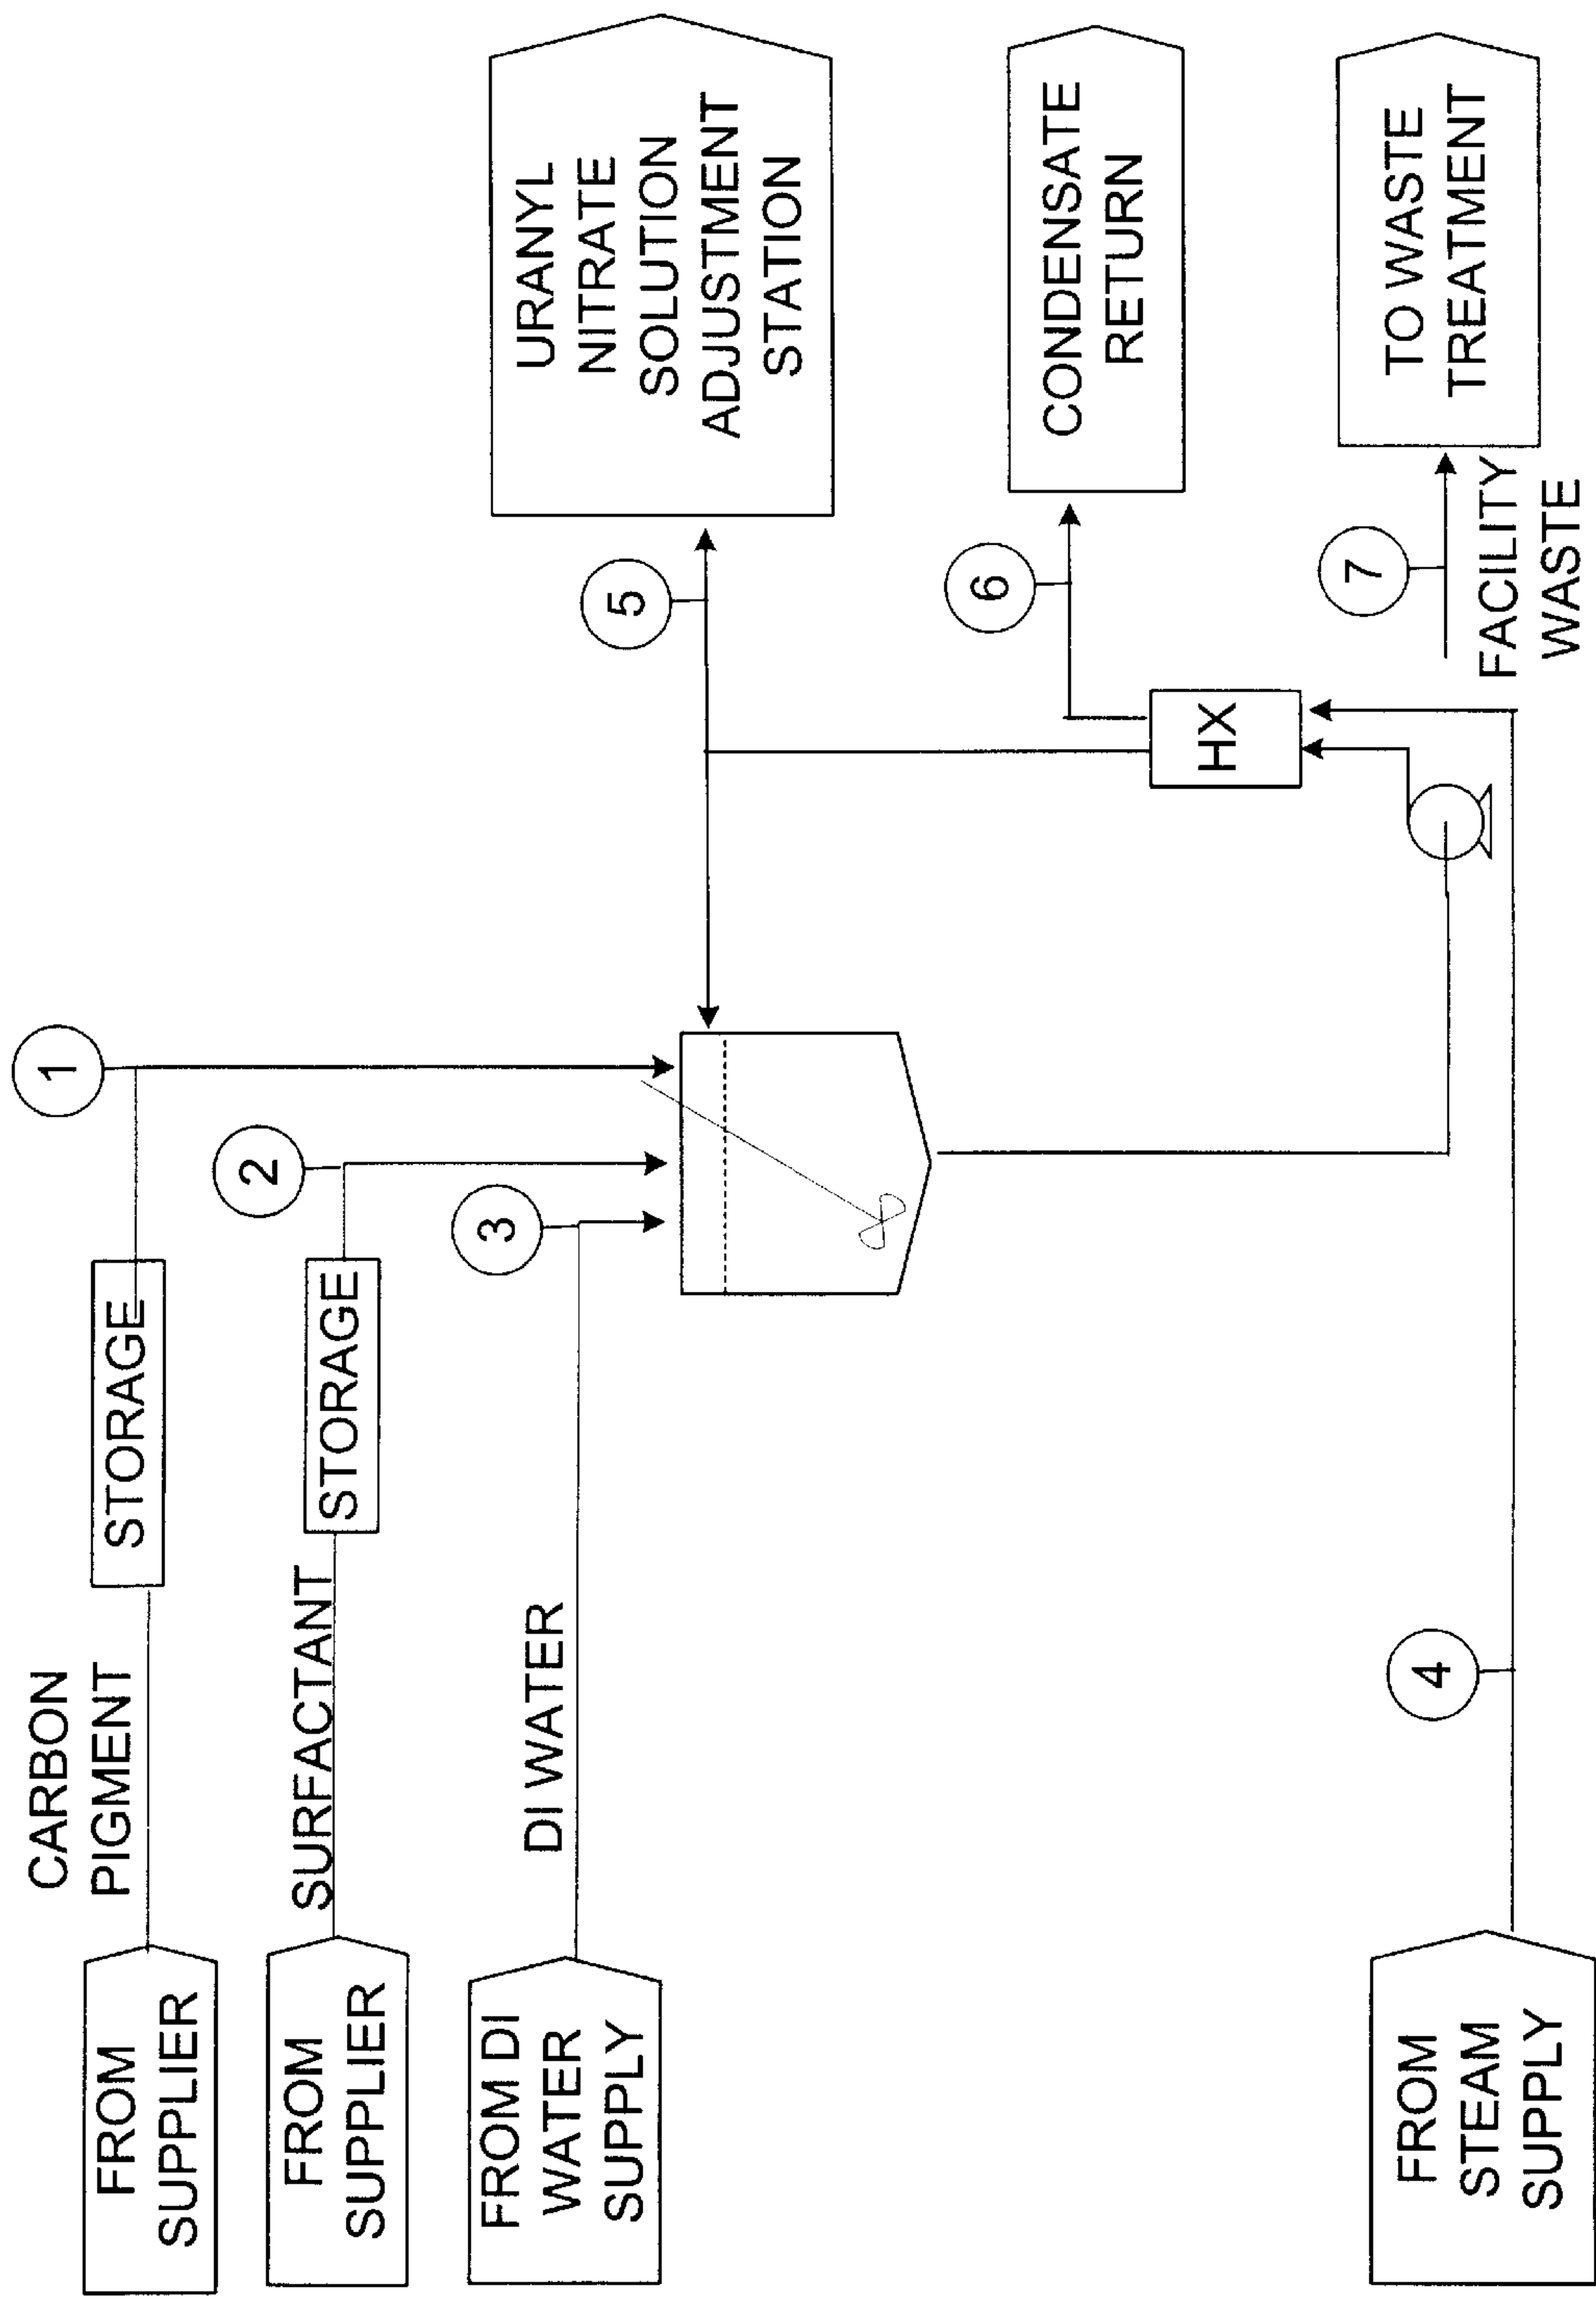 CARBON
PIGMENT
FROM
SUPPLIER
STORAGE
1
SURFACTANT
FROM
SUPPLIER
STORAGE
2
DI WATER
FROM DI
WATER
SUPPLY
3
5
URANYL
NITRATE
SOLUTION
ADJUSTMENT
STATION
6
CONDENSATE
RETURN
HX
7
TO WASTE
TREATMENT
FACILITY
WASTE
4
FROM
STEAM
SUPPLY